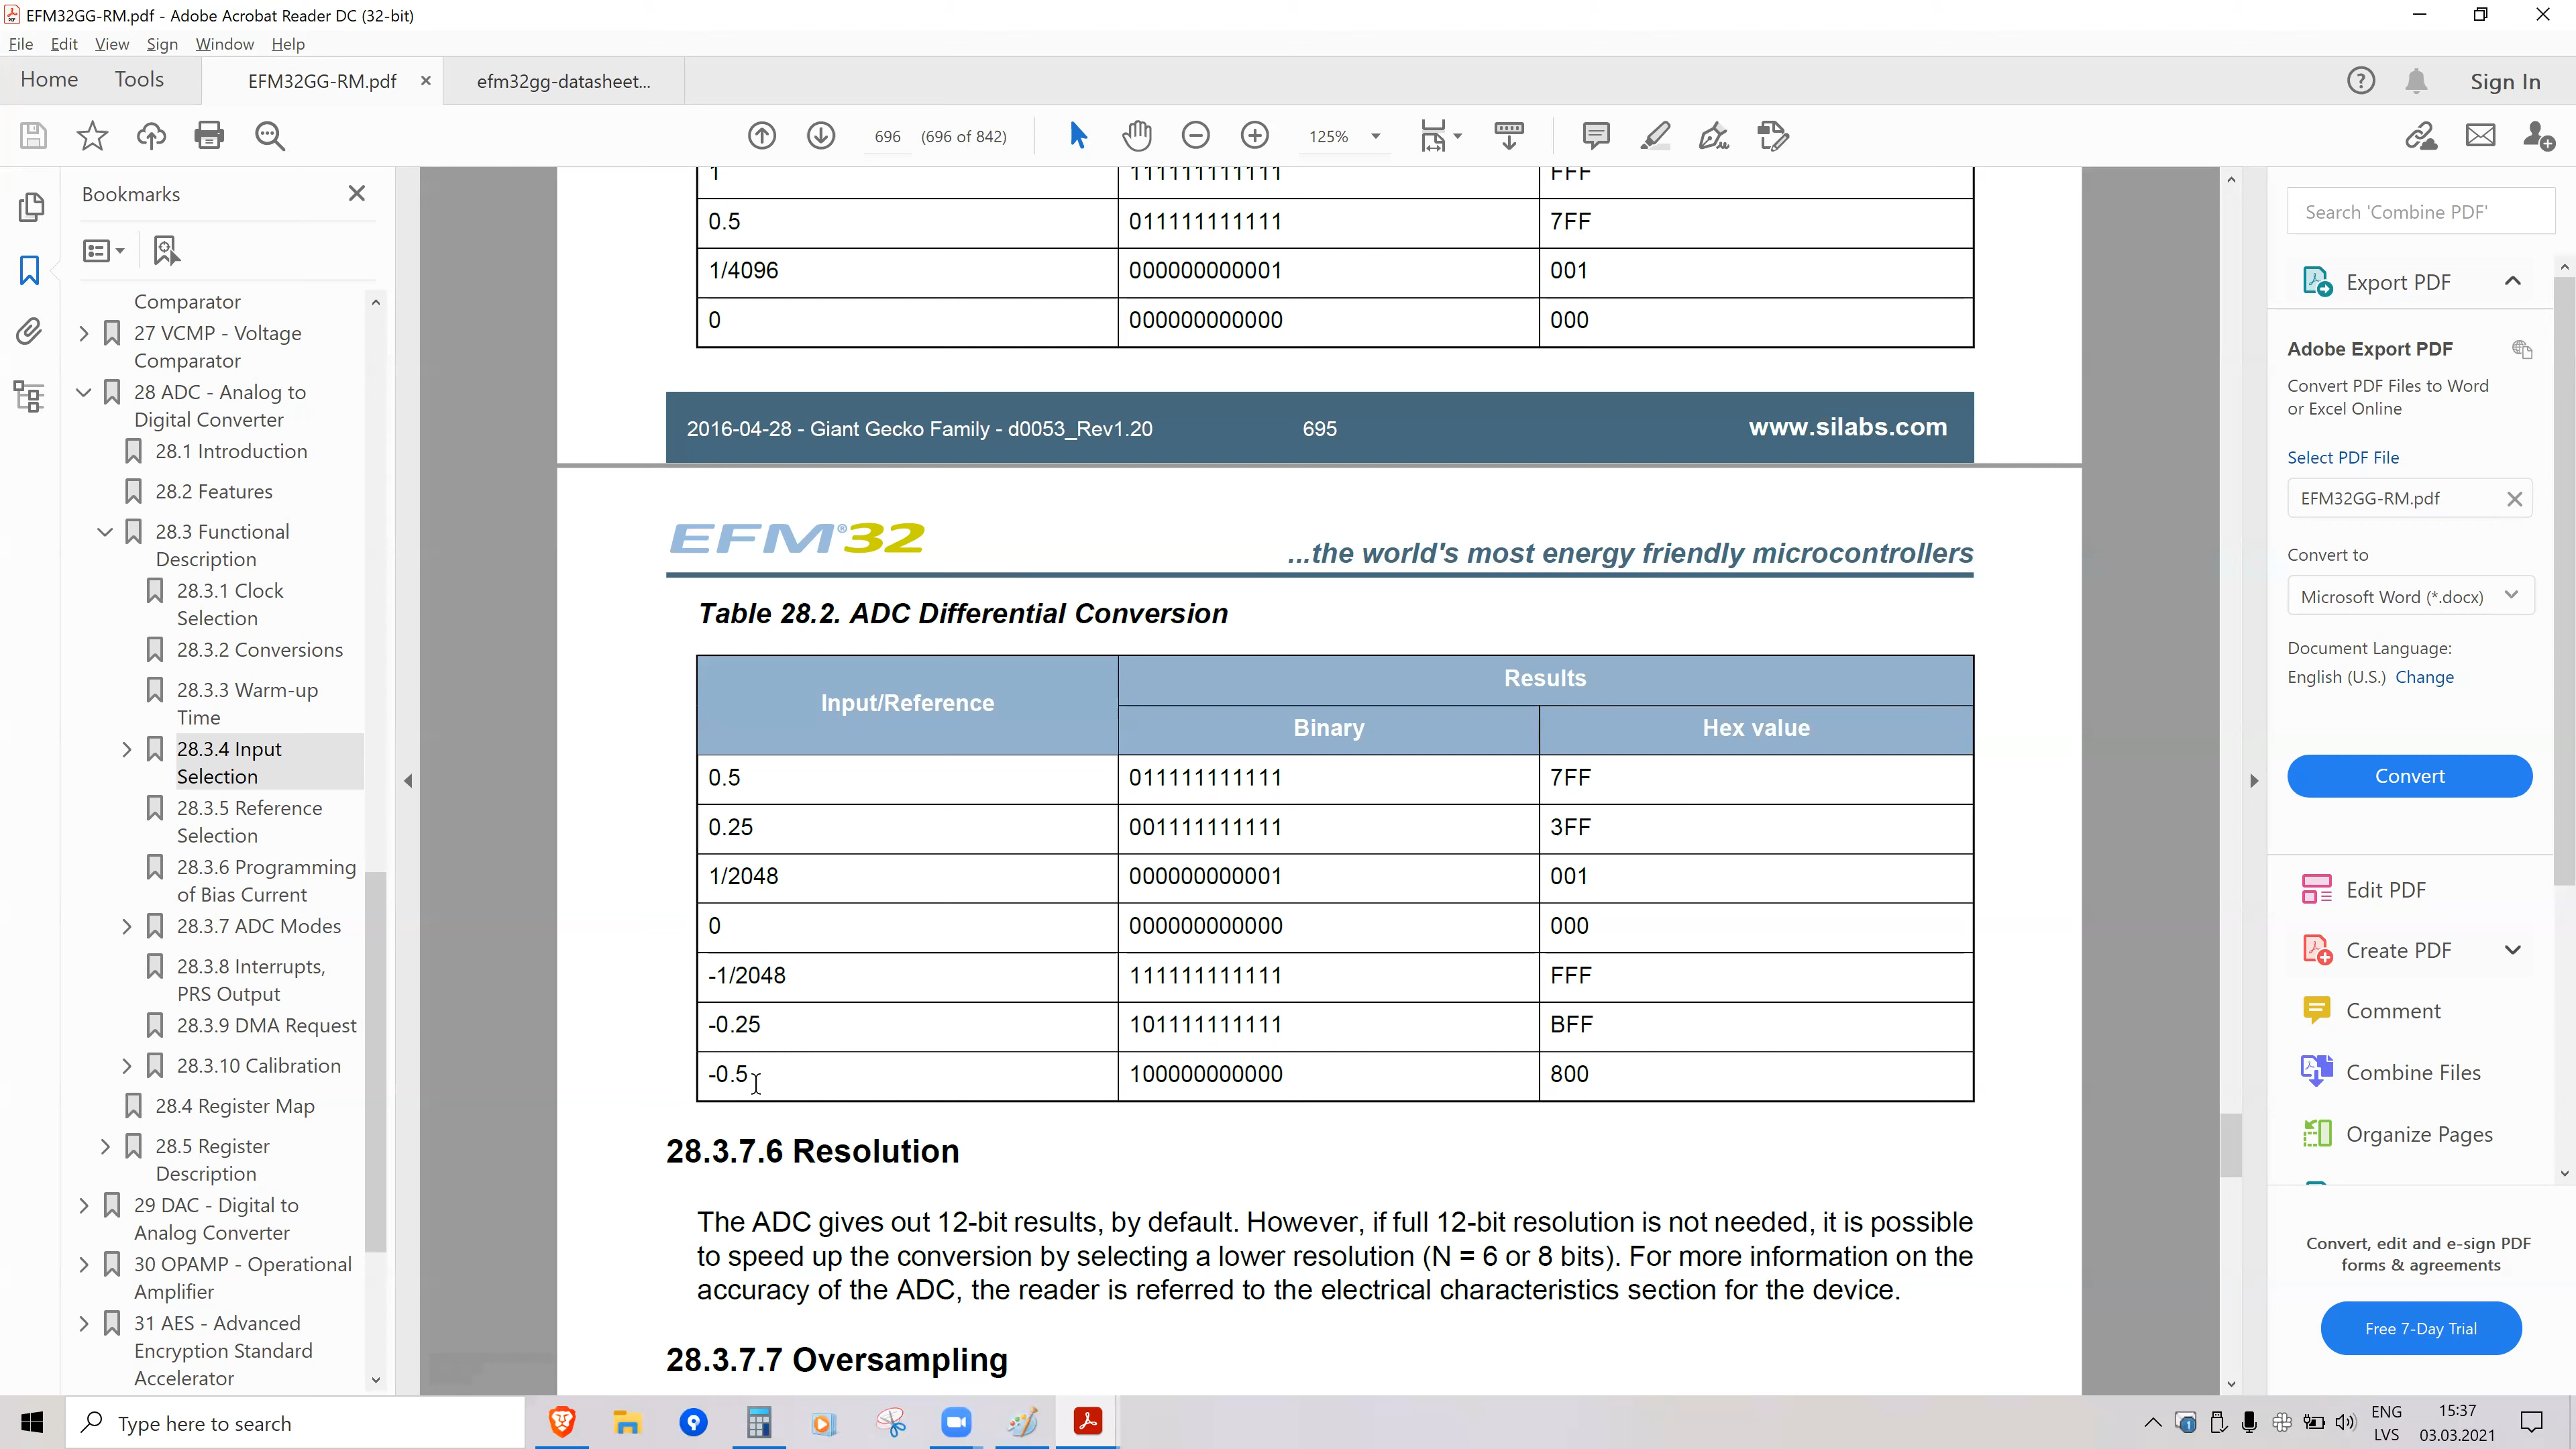 EFM32GG-RM.pdf - Adobe Acrobat Reader DC (32-bit)
File Edit View Sign Window Help
Home Tools EFM32GG-RM.pdf efm32gg-datasheet... Sign In
696 (696 of 842) 125%
Bookmarks
Comparator
27 VCMP - Voltage
Comparator
28 ADC - Analog to
Digital Converter
28.1 Introduction
28.2 Features
28.3 Functional
Description
28.3.1 Clock
Selection
28.3.2 Conversions
28.3.3 Warm-up
Time
28.3.4 Input
Selection
28.3.5 Reference
Selection
28.3.6 Programming
of Bias Current
28.3.7 ADC Modes
28.3.8 Interrupts,
PRS Output
28.3.9 DMA Request
28.3.10 Calibration
28.4 Register Map
28.5 Register
Description
29 DAC - Digital to
Analog Converter
30 OPAMP - Operational
Amplifier
31 AES - Advanced
Encryption Standard
Accelerator
1 111111111111 FFF
0.5 011111111111 7FF
1/4096 000000000001 001
0 000000000000 000
2016-04-28 - Giant Gecko Family - d0053_Rev1.20 695 www.silabs.com
EFM®32
...the world's most energy friendly microcontrollers
Table 28.2. ADC Differential Conversion
Input/Reference Results
Binary Hex value
0.5 011111111111 7FF
0.25 001111111111 3FF
1/2048 000000000001 001
0 000000000000 000
-1/2048 111111111111 FFF
-0.25 101111111111 BFF
-0.5 100000000000 800
28.3.7.6 Resolution
The ADC gives out 12-bit results, by default. However, if full 12-bit resolution is not needed, it is possible
to speed up the conversion by selecting a lower resolution (N = 6 or 8 bits). For more information on the
accuracy of the ADC, the reader is referred to the electrical characteristics section for the device.
28.3.7.7 Oversampling
Search 'Combine PDF'
Export PDF
Adobe Export PDF
Convert PDF Files to Word
or Excel Online
Select PDF File
EFM32GG-RM.pdf
Convert to
Microsoft Word (*.docx)
Document Language:
English (U.S.) Change
Convert
Edit PDF
Create PDF
Comment
Combine Files
Organize Pages
Convert, edit and e-sign PDF
forms & agreements
Free 7-Day Trial
Type here to search
ENG
LVS
15:37
03.03.2021